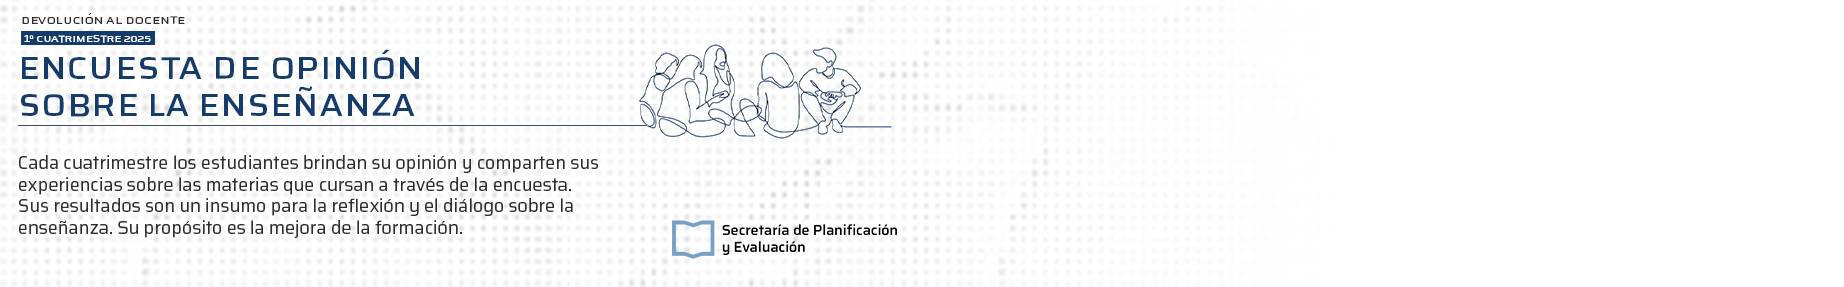 DEVOLUCIÓN AL DOCENTE
1º CUATRIMESTRE 2025
ENCUESTA DE OPINIÓN
SOBRE LA ENSEÑANZA
Cada cuatrimestre los estudiantes brindan su opinión y comparten sus
experiencias sobre las materias que cursan a través de la encuesta.
Sus resultados son un insumo para la reflexión y el diálogo sobre la
enseñanza. Su propósito es la mejora de la formación.
Secretaría de Planificación
y Evaluación